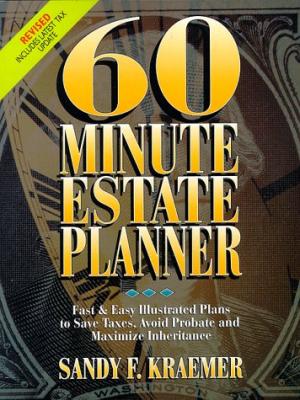 REVISED
INCLUDES LATEST TAX
UPDATE
60
MINUTE
ESTATE
PLANNER
Fast & Easy Illustrated Plans
to Save Taxes, Avoid Probate and
Maximize Inheritance
SANDY F. KRAEMER
WASHINGTON